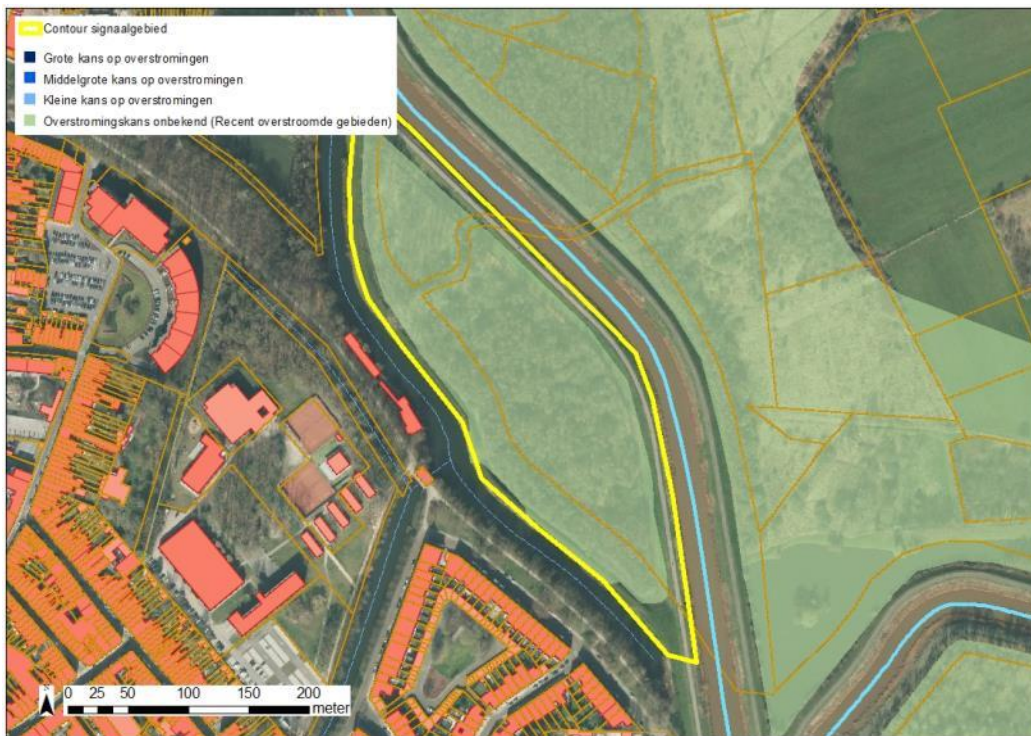 Contour signaalgebied
Grote kans op overstromingen
Middelgrote kans op overstromingen
Kleine kans op overstromingen
Overstromingskans onbekend (Recent overstroomde gebieden)
0 25 50 100 150 200
meter